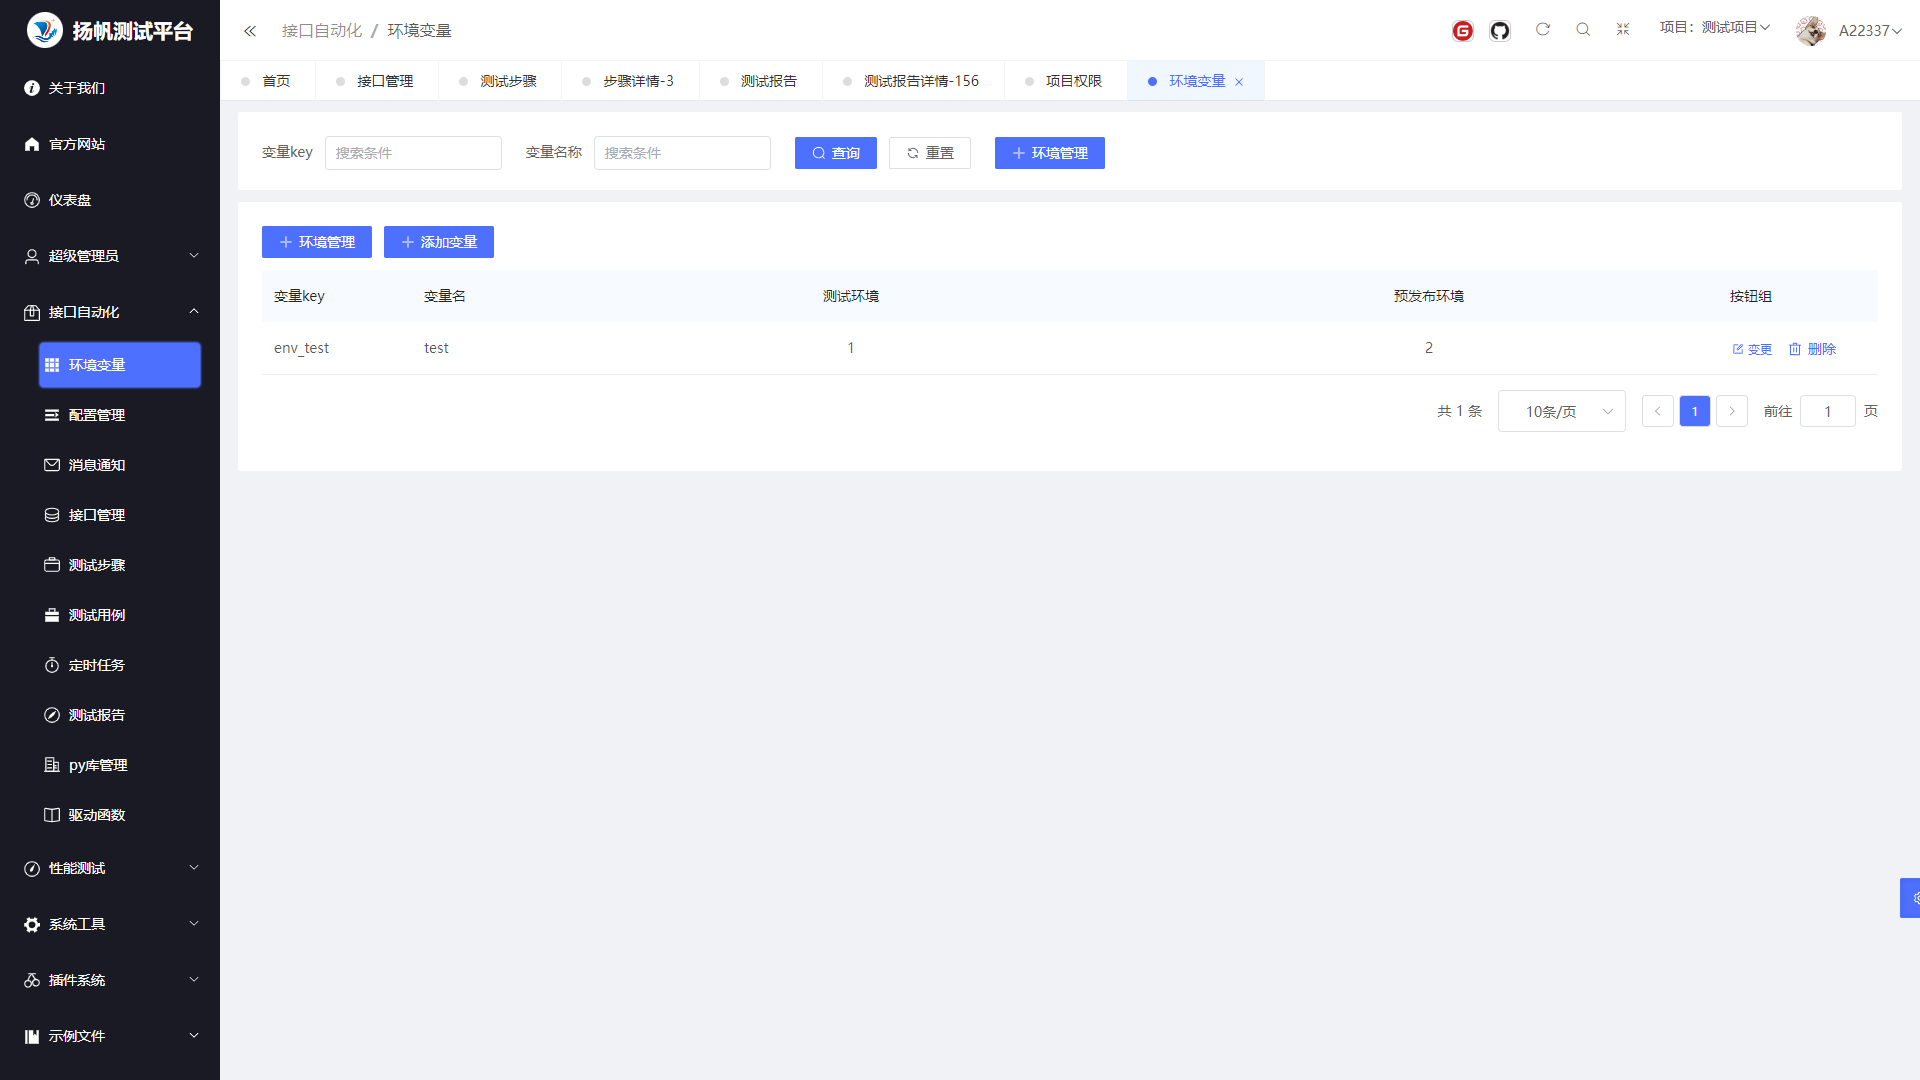 扬帆测试平台
关于我们
官方网站
仪表盘
超级管理员
接口自动化
环境变量
配置管理
消息通知
接口管理
测试步骤
测试用例
定时任务
测试报告
py库管理
驱动函数
性能测试
系统工具
插件系统
示例文件
接口自动化 / 环境变量
项目：测试项目
A22337
首页 接口管理 测试步骤 步骤详情-3 测试报告 测试报告详情-156 项目权限 环境变量
变量key 搜索条件 变量名称 搜索条件 查询 重置 环境管理
环境管理 添加变量
变量key 变量名 测试环境 预发布环境 按钮组
env_test test 1 2 变更 删除
共 1 条 10条/页 1 前往 1 页